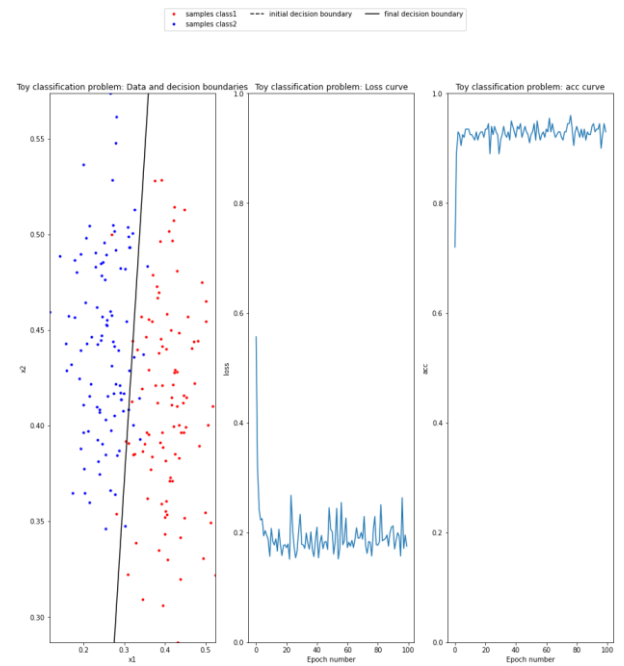 samples class1 initial decision boundary final decision boundary
samples class2
Toy classification problem: Data and decision boundaries Toy classification problem: Loss curve Toy classification problem: acc curve
0.55
0.50
0.45
0.40
0.35
0.30
x2
0.2 0.3 0.4 0.5
x1
1.0
0.8
0.6
0.4
0.2
0.0
loss
0 20 40 60 80 100
Epoch number
1.0
0.8
0.6
0.4
0.2
0.0
acc
0 20 40 60 80 100
Epoch number